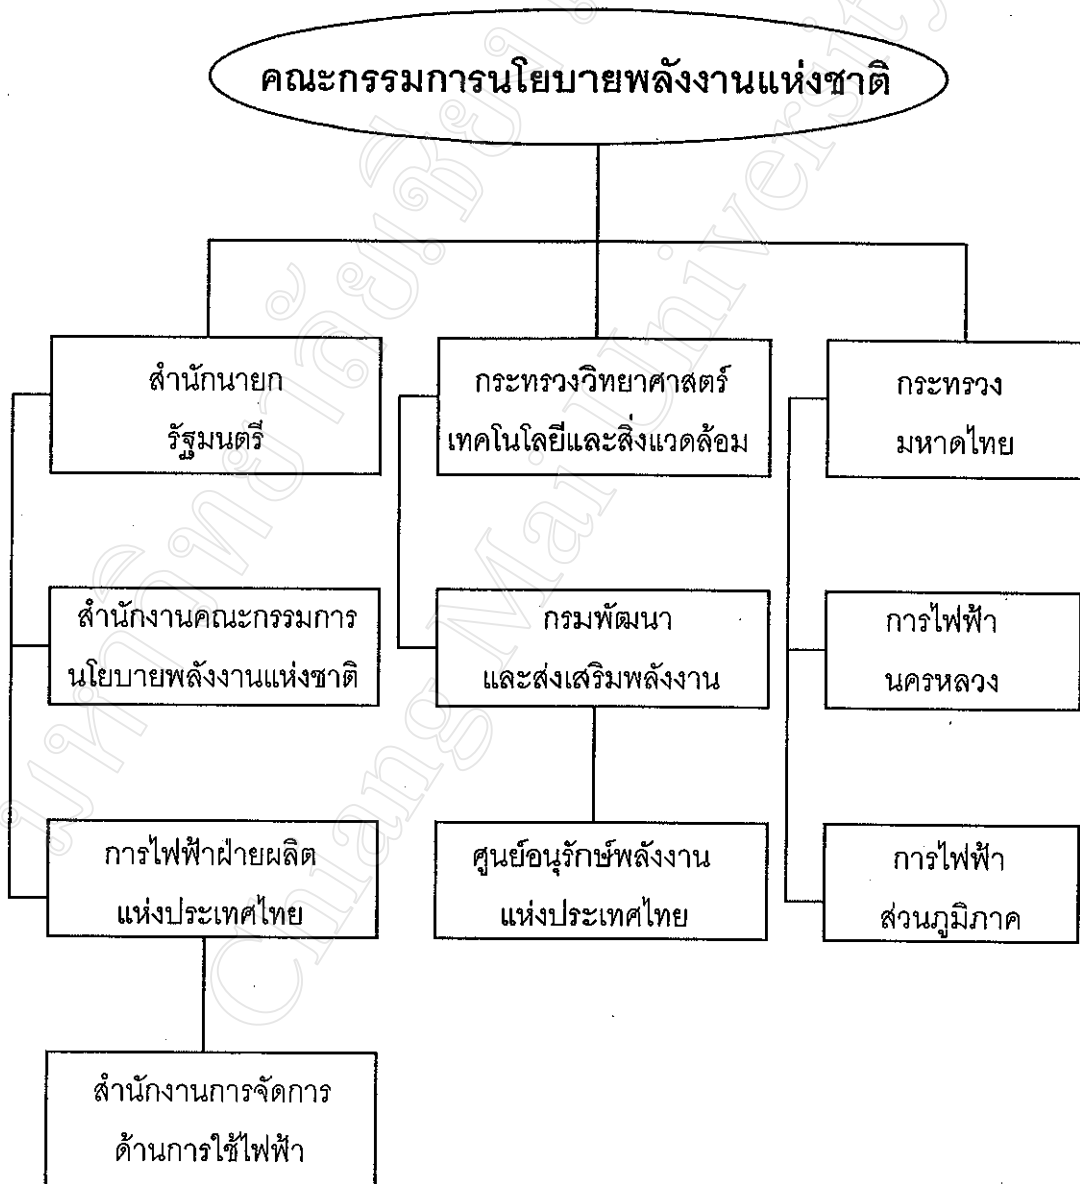 คณะกรรมการนโยบายพลังงานแห่งชาติ
สำนักนายก
รัฐมนตรี
กระทรวงวิทยาศาสตร์
เทคโนโลยีและสิ่งแวดล้อม
กระทรวง
มหาดไทย
สำนักงานคณะกรรมการ
นโยบายพลังงานแห่งชาติ
กรมพัฒนา
และส่งเสริมพลังงาน
การไฟฟ้า
นครหลวง
การไฟฟ้าฝ่ายผลิต
แห่งประเทศไทย
ศูนย์อนุรักษ์พลังงาน
แห่งประเทศไทย
การไฟฟ้า
ส่วนภูมิภาค
สำนักงานการจัดการ
ด้านการใช้ไฟฟ้า
Chiang Mai University